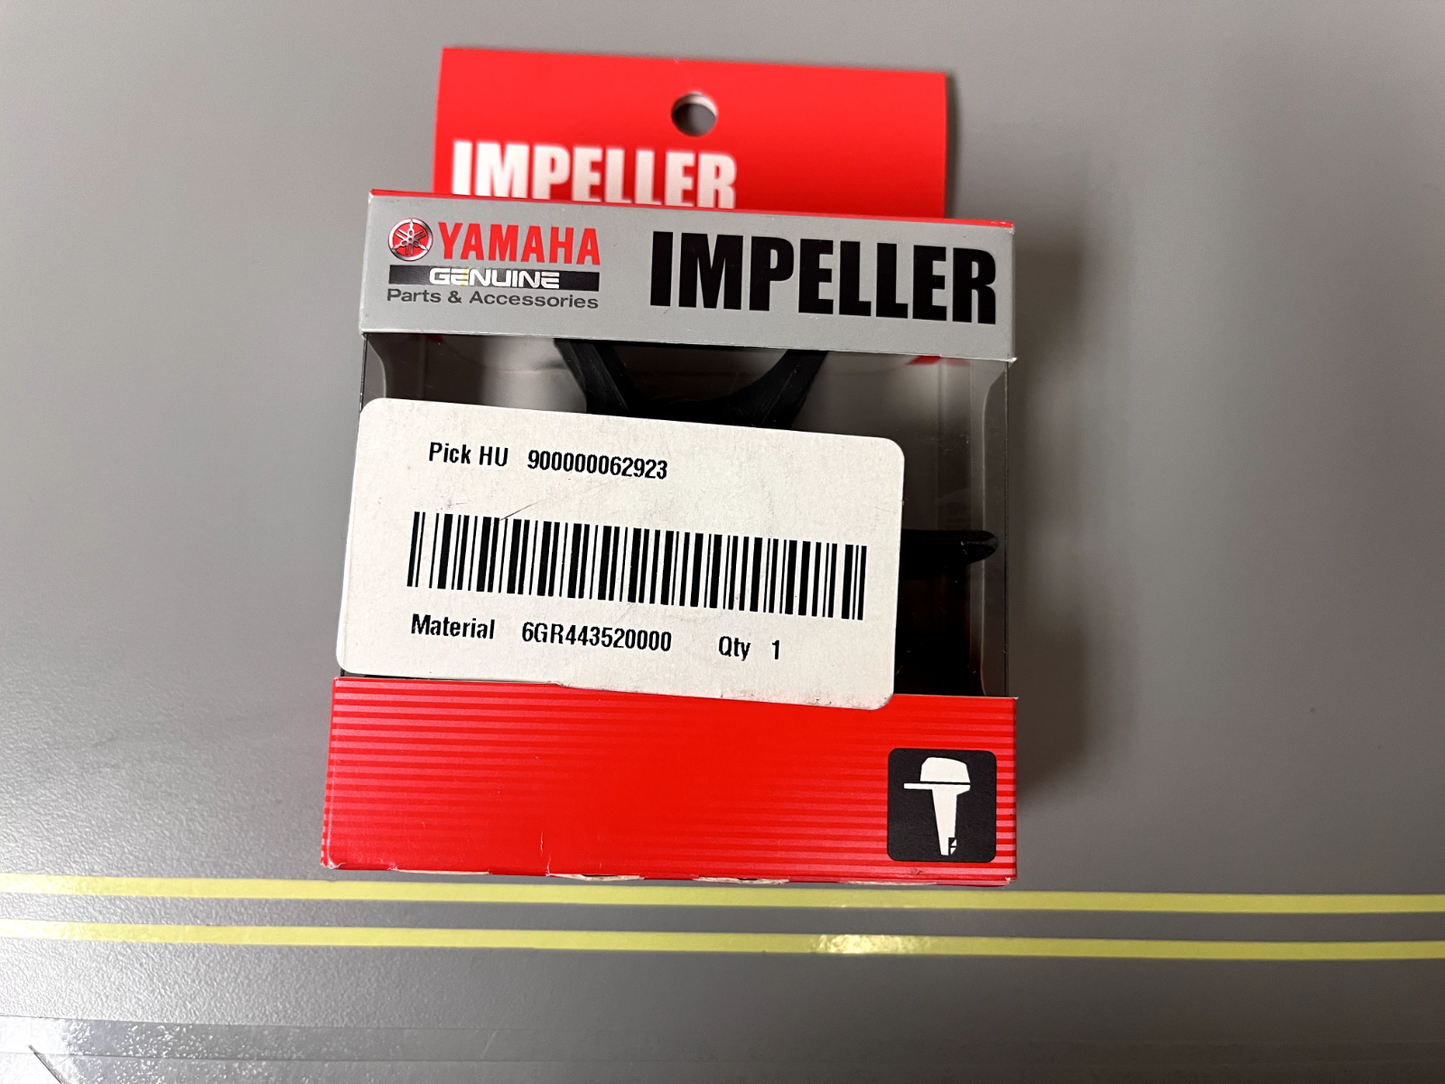 IMPELLER
YAMAHA
GENUINE
Parts & Accessories
IMPELLER
Pick HU 900000062923
Material 6GR443520000 Qty 1